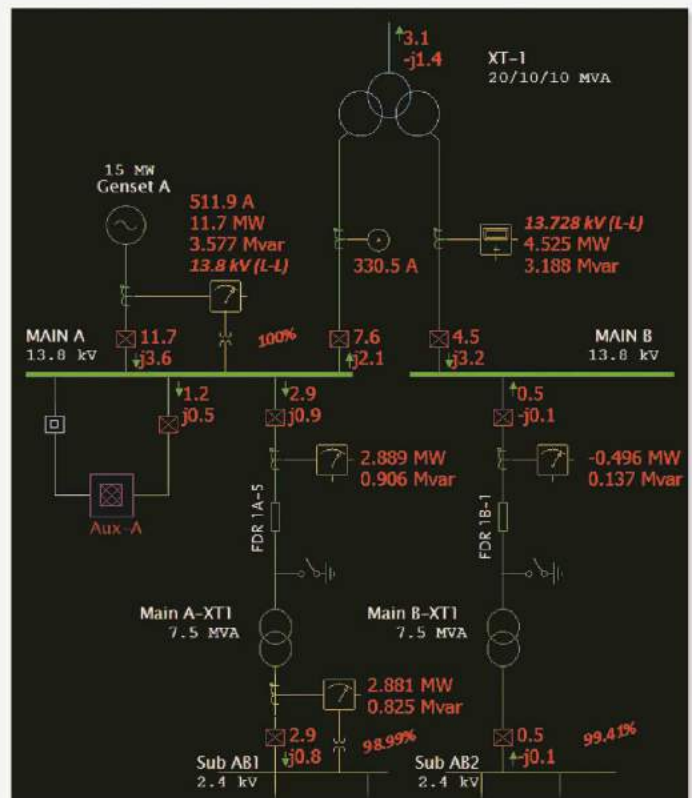 3.1
-j1.4
XT-1
20/10/10 MVA
15 MW
Genset A
511.9 A
11.7 MW
3.577 Mvar
13.8 kV (L-L)
330.5 A
13.728 kV (L-L)
4.525 MW
3.188 Mvar
MAIN A
13.8 kV
11.7
j3.6
100%
7.6
j2.1
4.5
j3.2
MAIN B
13.8 kV
1.2
j0.5
2.9
j0.9
0.5
-j0.1
2.889 MW
0.906 Mvar
-0.496 MW
0.137 Mvar
Aux-A
FDR 1A-5
FDR 1B-1
Main A-XT1
7.5 MVA
Main B-XT1
7.5 MVA
2.881 MW
0.825 Mvar
2.9
j0.8
98.99%
0.5
-j0.1
99.41%
Sub AB1
2.4 kV
Sub AB2
2.4 kV